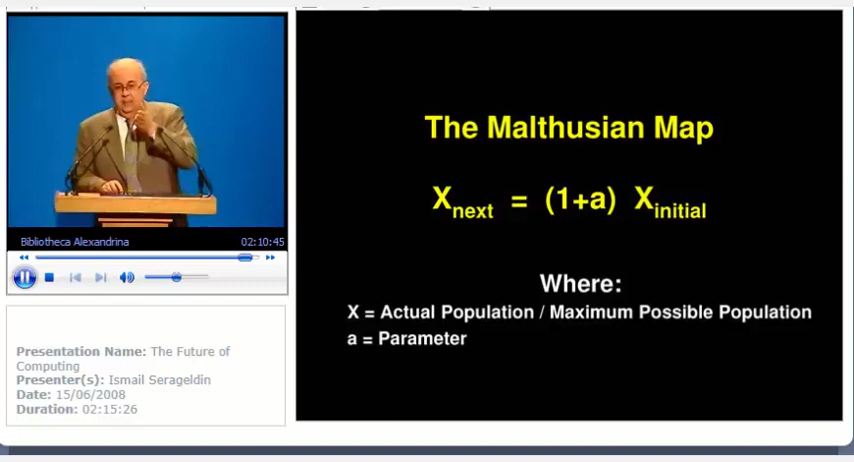 Bibliotheca Alexandrina 02:10:45
Presentation Name: The Future of
Computing
Presenter(s): Ismail Serageldin
Date: 15/06/2008
Duration: 02:15:26
The Malthusian Map
Xnext = (1+a) Xinitial
Where:
X = Actual Population / Maximum Possible Population
a = Parameter